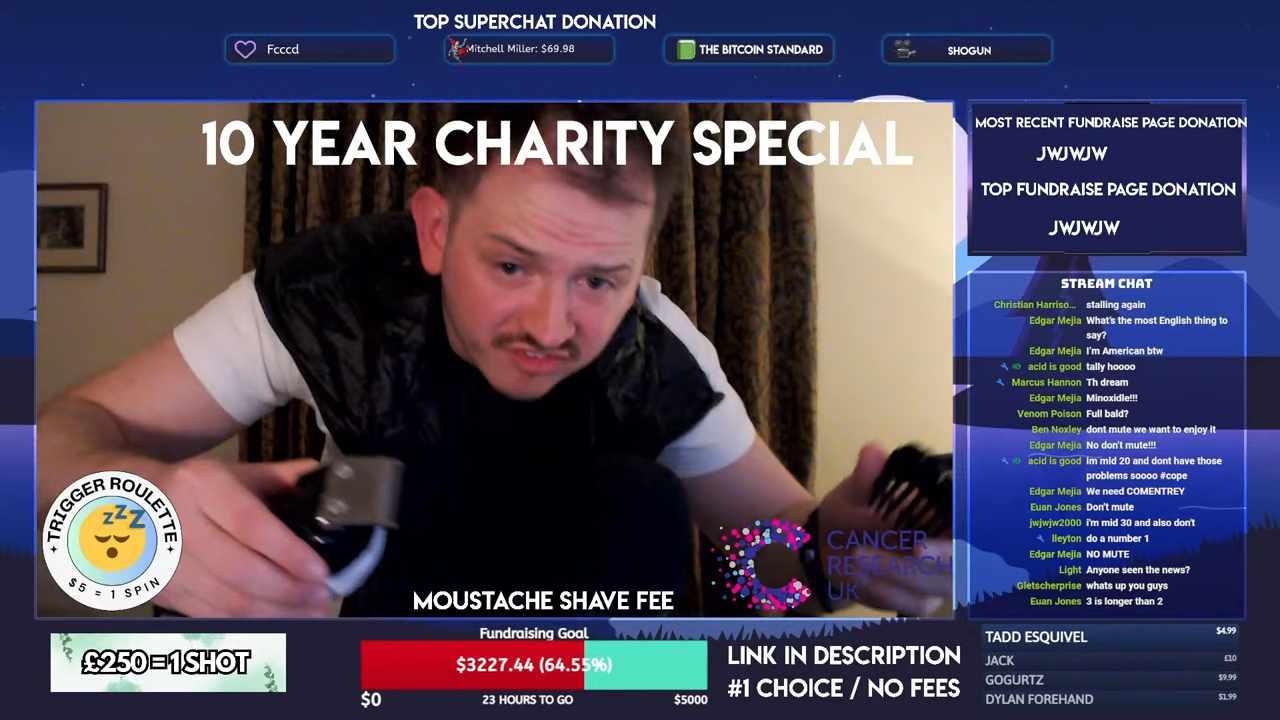 TOP SUPERCHAT DONATION
Fcccd
Mitchell Miller: $69.98
THE BITCOIN STANDARD
SHOGUN
10 YEAR CHARITY SPECIAL
MOST RECENT FUNDRAISE PAGE DONATION
JWJWJW
TOP FUNDRAISE PAGE DONATION
JWJWJW
STREAM CHAT
Christian Harriso... stalling again
Edgar Mejia What's the most English thing to
say?
Edgar Mejia I'm American btw
acid is good tally hoooo
Marcus Hannon Th dream
Edgar Mejia Minoxidle!!!
Venom Poison Full bald?
Ben Noxley dont mute we want to enjoy it
Edgar Mejia No don't mute!!!
acid is good im mid 20 and dont have those
problems soooo #cope
Edgar Mejia We need COMENTREY
Euan Jones Don't mute
jwjwjw2000 i'm mid 30 and also don't
lleyton do a number 1
Edgar Mejia NO MUTE
Light Anyone seen the news?
Gletscherprise whats up you guys
Euan Jones 3 is longer than 2
TRIGGER ROULETTE
zzz
$5 = 1 SPIN
CANCER
RESEARCH
UK
MOUSTACHE SHAVE FEE
£250 = 1 SHOT
Fundraising Goal
$3227.44 (64.55%)
$0
23 HOURS TO GO
$5000
LINK IN DESCRIPTION
#1 CHOICE / NO FEES
TADD ESQUIVEL $4.99
JACK £10
GOGURTZ $9.99
DYLAN FOREHAND $1.99